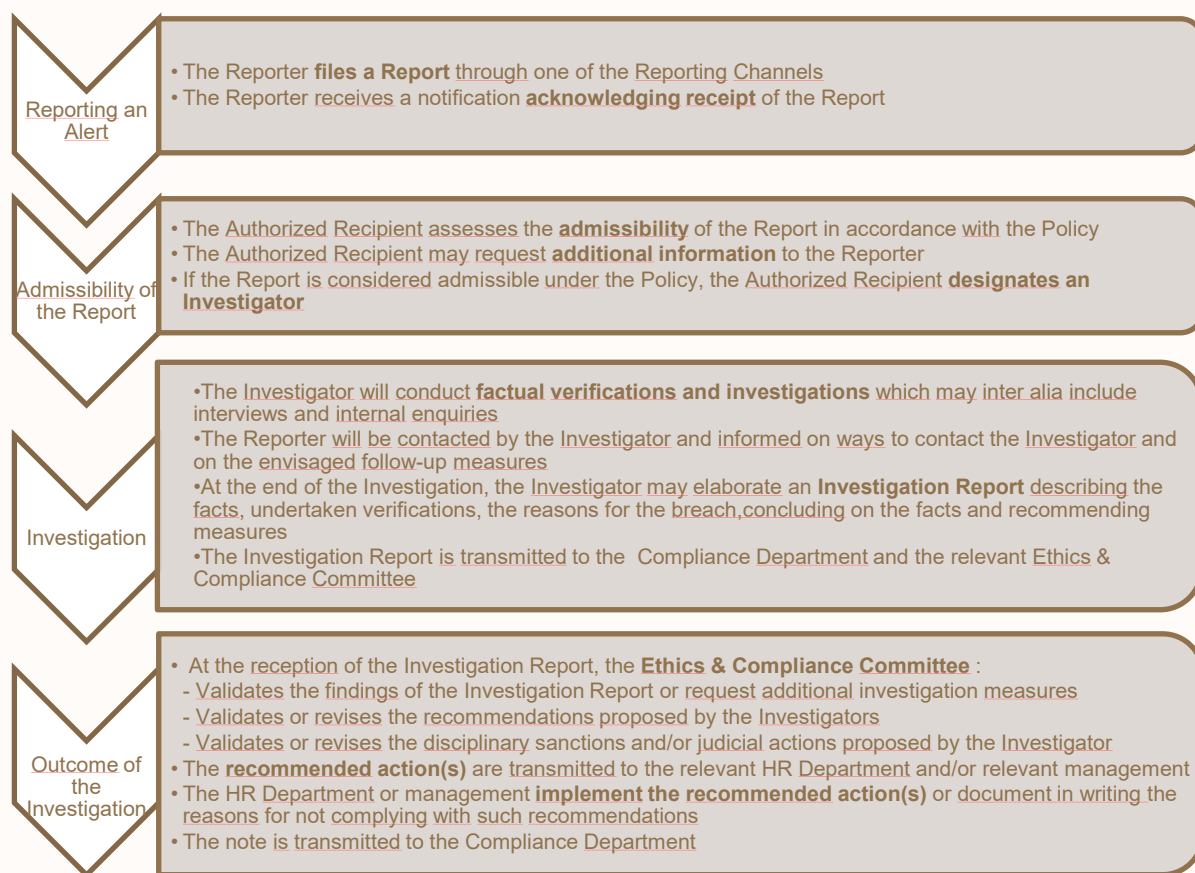 Reporting an
Alert
• The Reporter files a Report through one of the Reporting Channels
• The Reporter receives a notification acknowledging receipt of the Report
Admissibility of
the Report
• The Authorized Recipient assesses the admissibility of the Report in accordance with the Policy
• The Authorized Recipient may request additional information to the Reporter
• If the Report is considered admissible under the Policy, the Authorized Recipient designates an
Investigator
Investigation
•The Investigator will conduct factual verifications and investigations which may inter alia include
interviews and internal enquiries
•The Reporter will be contacted by the Investigator and informed on ways to contact the Investigator and
on the envisaged follow-up measures
•At the end of the Investigation, the Investigator may elaborate an Investigation Report describing the
facts, undertaken verifications, the reasons for the breach,concluding on the facts and recommending
measures
•The Investigation Report is transmitted to the  Compliance Department and the relevant Ethics &
Compliance Committee
Outcome of
the
Investigation
• At the reception of the Investigation Report, the Ethics & Compliance Committee :
- Validates the findings of the Investigation Report or request additional investigation measures
- Validates or revises the recommendations proposed by the Investigators
- Validates or revises the disciplinary sanctions and/or judicial actions proposed by the Investigator
• The recommended action(s) are transmitted to the relevant HR Department and/or relevant management
• The HR Department or management implement the recommended action(s) or document in writing the
reasons for not complying with such recommendations
• The note is transmitted to the Compliance Department